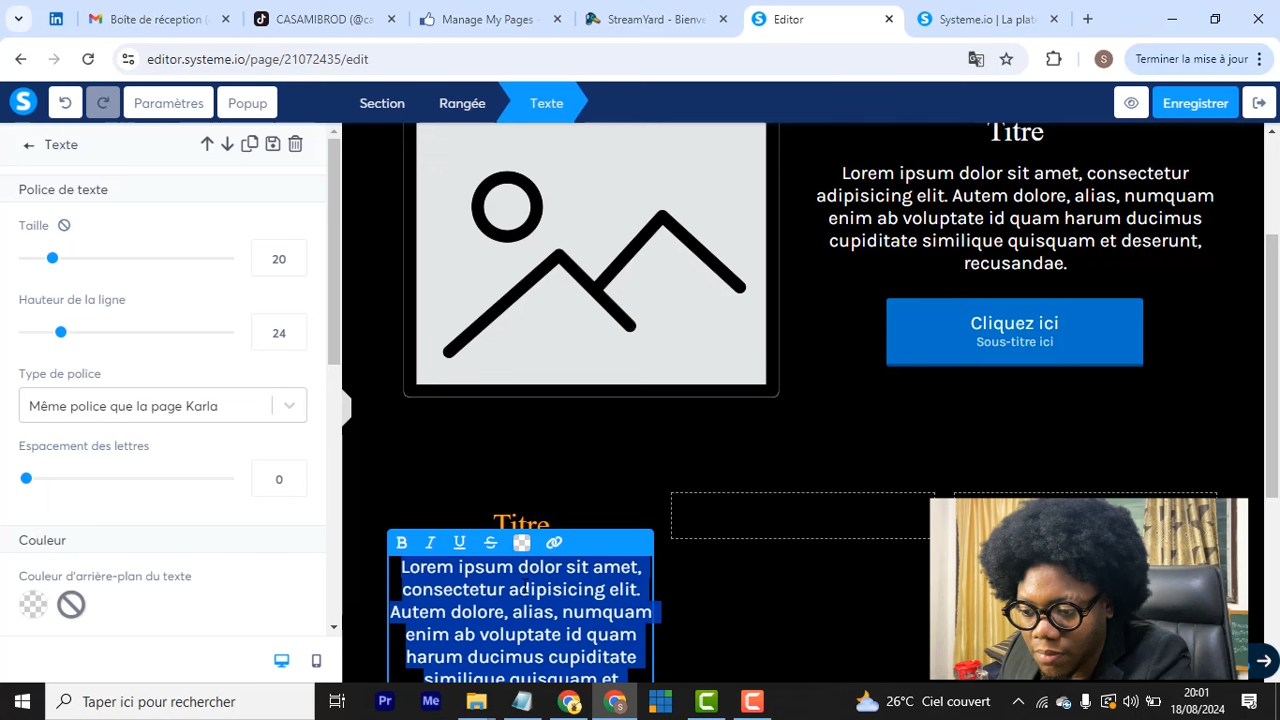 Boîte de réception (
CASAMIBROD (@ca
Manage My Pages -
StreamYard - Bienve
Editor
Systeme.io | La plate
editor.systeme.io/page/21072435/edit
S
Terminer la mise à jour
Paramètres
Popup
Section
Rangée
Texte
Enregistrer
Texte
Police de texte
Taille
20
Hauteur de la ligne
24
Type de police
Même police que la page Karla
Espacement des lettres
0
Couleur
Couleur d'arrière-plan du texte
Titre
Lorem ipsum dolor sit amet, consectetur
adipisicing elit. Autem dolore, alias, numquam
enim ab voluptate id quam harum ducimus
cupiditate similique quisquam et deserunt,
recusandae.
Cliquez ici
Sous-titre ici
Titre
B I U S
Lorem ipsum dolor sit amet,
consectetur adipisicing elit.
Autem dolore, alias, numquam
enim ab voluptate id quam
harum ducimus cupiditate
similique quisquam et
Taper ici pour rechercher
Pr
Me
26°C Ciel couvert
20:01
18/08/2024